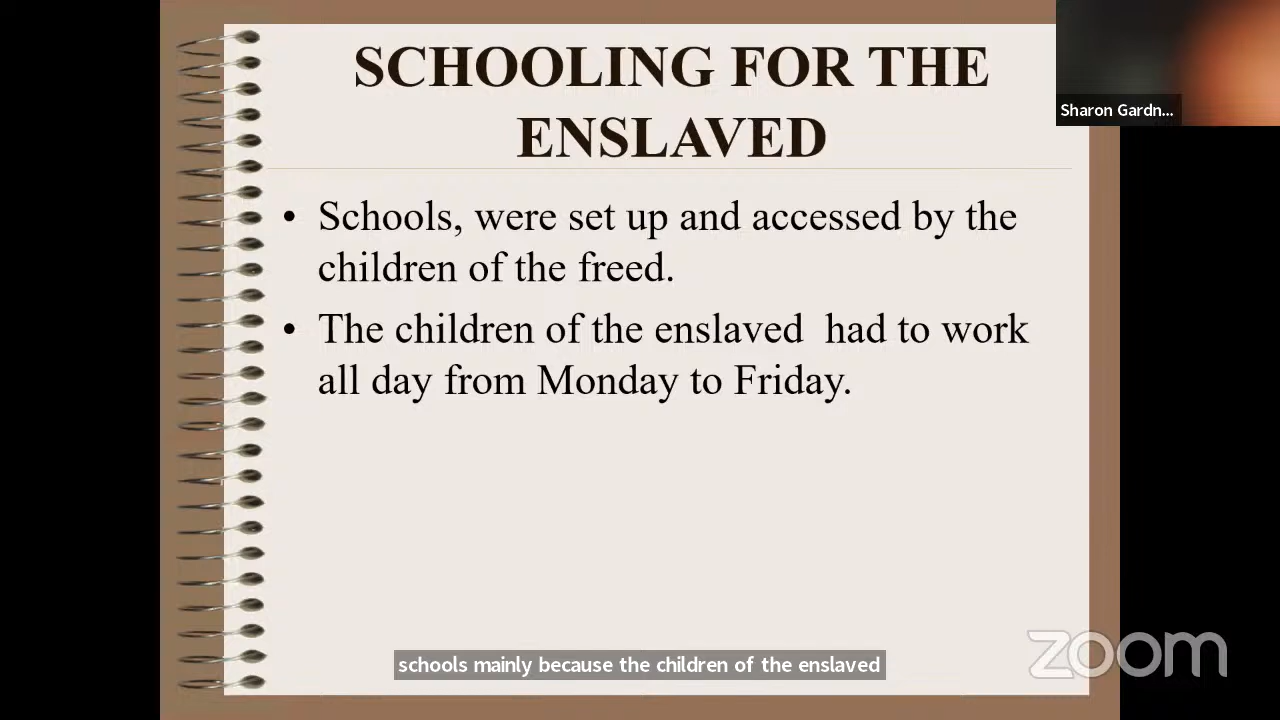 SCHOOLING FOR THE
ENSLAVED
Sharon Gardn...
• Schools, were set up and accessed by the
children of the freed.
• The children of the enslaved  had to work
all day from Monday to Friday.
schools mainly because the children of the enslaved
zoom